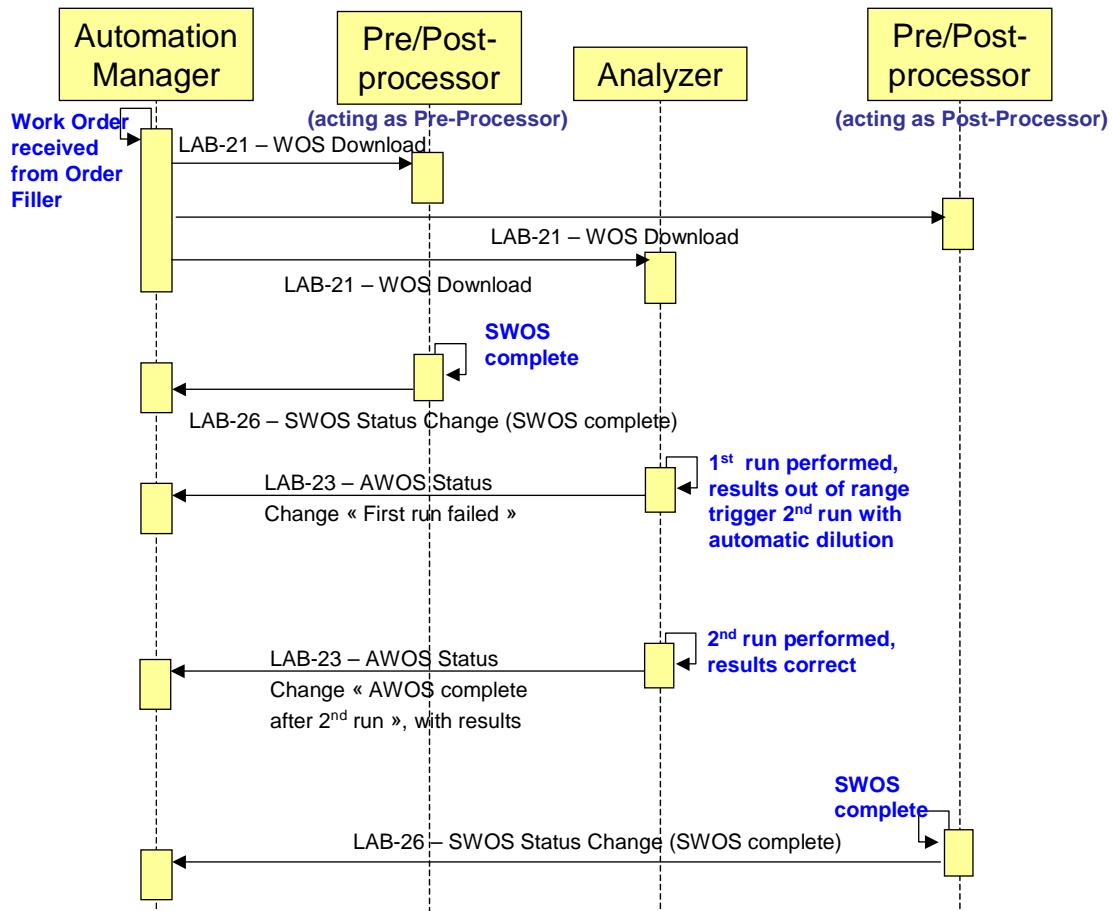 Automation
Manager
Pre/Post-
processor
Analyzer
Pre/Post-
processor
(acting as Pre-Processor)
(acting as Post-Processor)
Work Order
received
from Order
Filler
LAB-21 – WOS Download
LAB-21 – WOS Download
LAB-21 – WOS Download
SWOS
complete
LAB-26 – SWOS Status Change (SWOS complete)
1st run performed,
results out of range
trigger 2nd run with
automatic dilution
LAB-23 – AWOS Status
Change « First run failed »
2nd run performed,
results correct
LAB-23 – AWOS Status
Change « AWOS complete
after 2nd run », with results
SWOS
complete
LAB-26 – SWOS Status Change (SWOS complete)